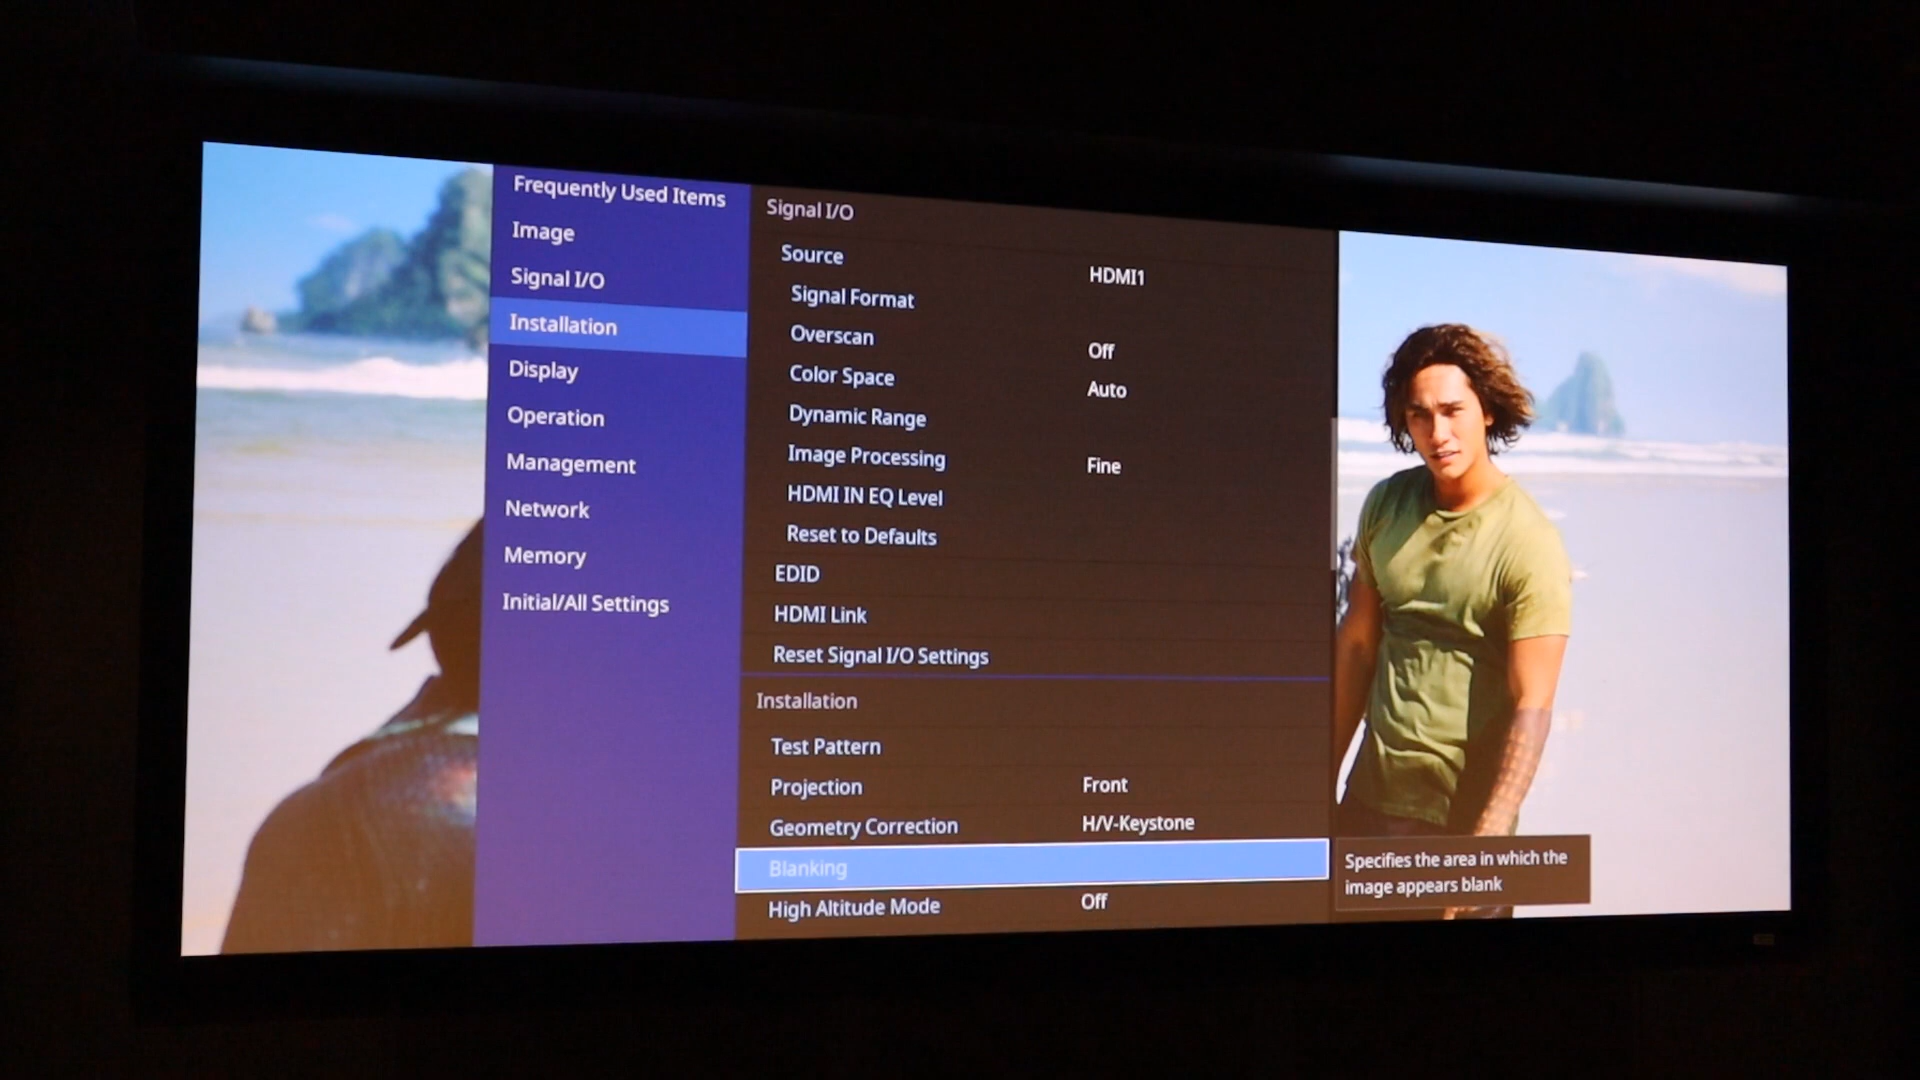 Frequently Used Items
Image
Signal I/O
Installation
Display
Operation
Management
Network
Memory
Initial/All Settings
Signal I/O
Source HDMI1
Signal Format
Overscan Off
Color Space Auto
Dynamic Range
Image Processing Fine
HDMI IN EQ Level
Reset to Defaults
EDID
HDMI Link
Reset Signal I/O Settings
Installation
Test Pattern
Projection Front
Geometry Correction H/V-Keystone
Blanking
High Altitude Mode Off
Specifies the area in which the
image appears blank